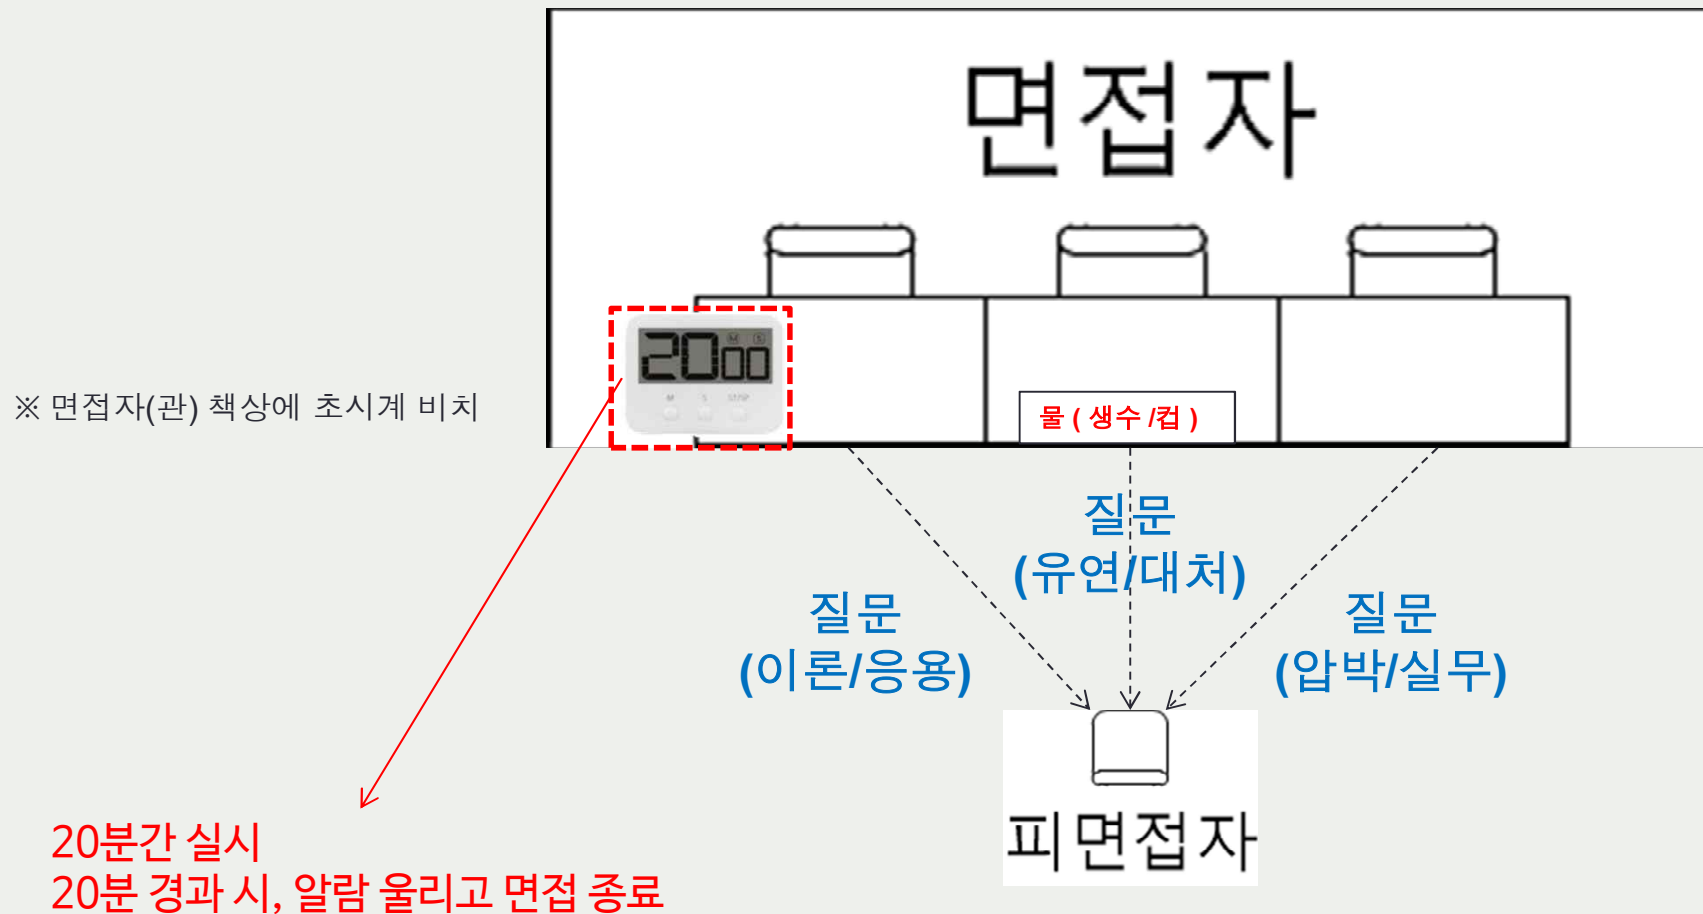 면접자
20 00
M S
M S ST/SP
※ 면접자(관) 책상에 초시계 비치
물 ( 생수 /컵 )
질문
(유연/대처)
질문
(이론/응용)
질문
(압박/실무)
피면접자
20분간 실시
20분 경과 시, 알람 울리고 면접 종료